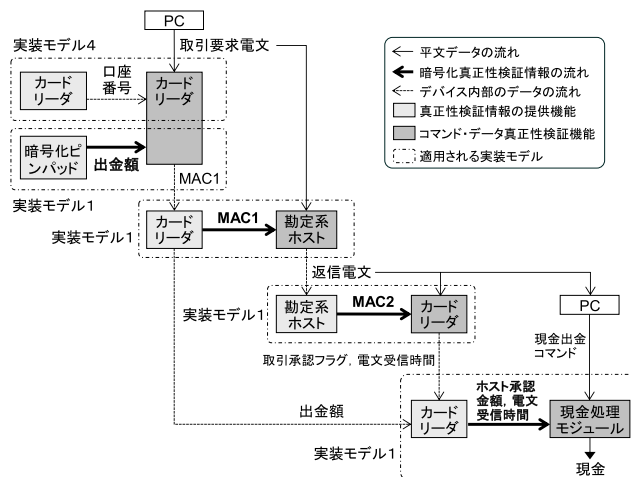 PC
実装モデル4
取引要求電文
カード
リーダ
口座
番号
カード
リーダ
暗号化ピ
ンパッド
出金額
MAC1
実装モデル1
平文データの流れ
暗号化真正性検証情報の流れ
デバイス内部のデータの流れ
真正性検証情報の提供機能
コマンド・データ真正性検証機能
適用される実装モデル
実装モデル1
カード
リーダ
MAC1
勘定系
ホスト
返信電文
実装モデル1
勘定系
ホスト
MAC2
カード
リーダ
PC
取引承認フラグ，電文受信時間
現金出金
コマンド
出金額
カード
リーダ
ホスト承認
金額，電文
受信時間
現金処理
モジュール
実装モデル1
現金